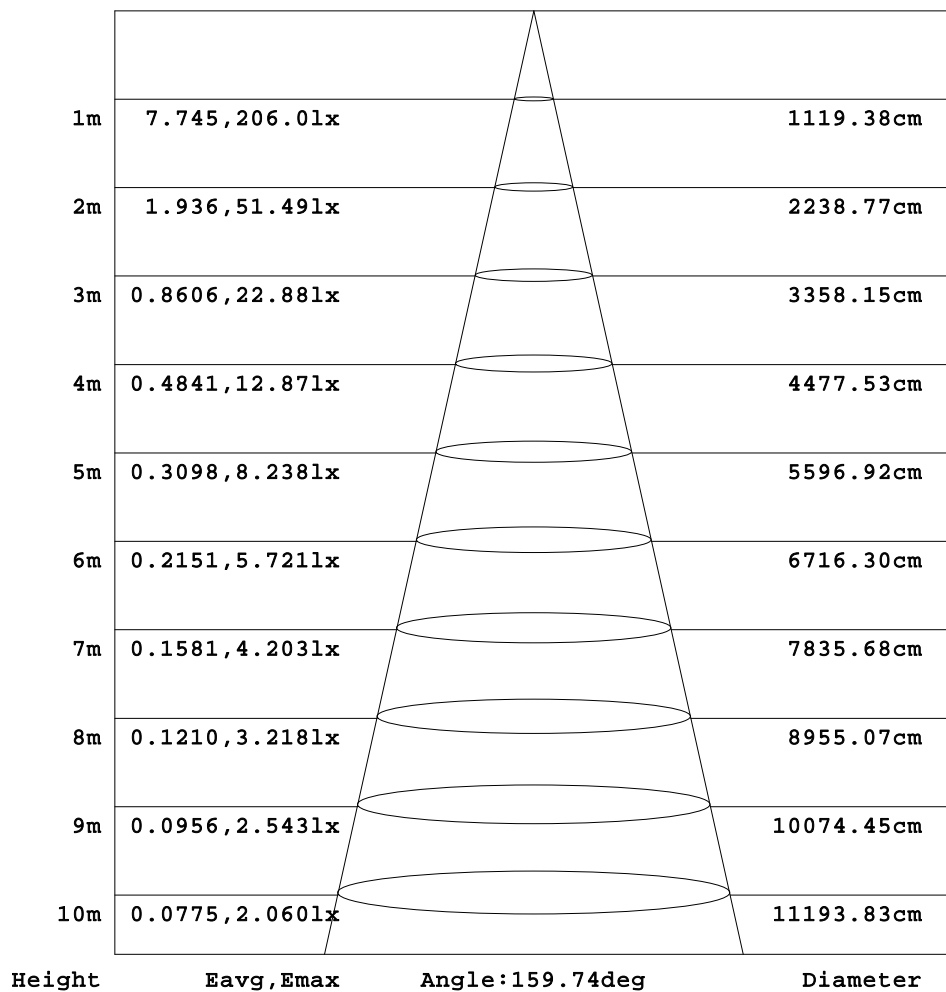 1m 7.745,206.0lx 1119.38cm
2m 1.936,51.49lx 2238.77cm
3m 0.8606,22.88lx 3358.15cm
4m 0.4841,12.87lx 4477.53cm
5m 0.3098,8.238lx 5596.92cm
6m 0.2151,5.721lx 6716.30cm
7m 0.1581,4.203lx 7835.68cm
8m 0.1210,3.218lx 8955.07cm
9m 0.0956,2.543lx 10074.45cm
10m 0.0775,2.060lx 11193.83cm
Height Eavg,Emax Angle:159.74deg Diameter